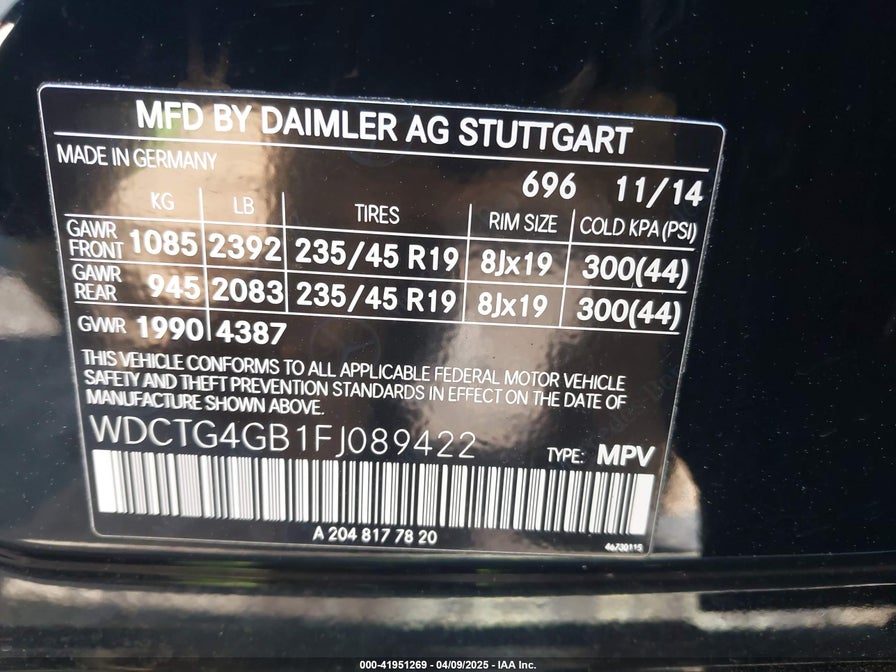 MFD BY DAIMLER AG STUTTGART
MADE IN GERMANY
696 11/14
KG LB TIRES RIM SIZE COLD KPA (PSI)
GAWR FRONT 1085 2392 235/45 R19 8Jx19 300(44)
GAWR REAR 945 2083 235/45 R19 8Jx19 300(44)
GVWR 1990 4387
THIS VEHICLE CONFORMS TO ALL APPLICABLE FEDERAL MOTOR VEHICLE
SAFETY AND THEFT PREVENTION STANDARDS IN EFFECT ON THE DATE OF
MANUFACTURE SHOWN ABOVE.
WDCTG4GB1FJ089422 TYPE: MPV
A 204 817 78 20
46730115
000-41951269 - 04/09/2025 - IAA Inc.